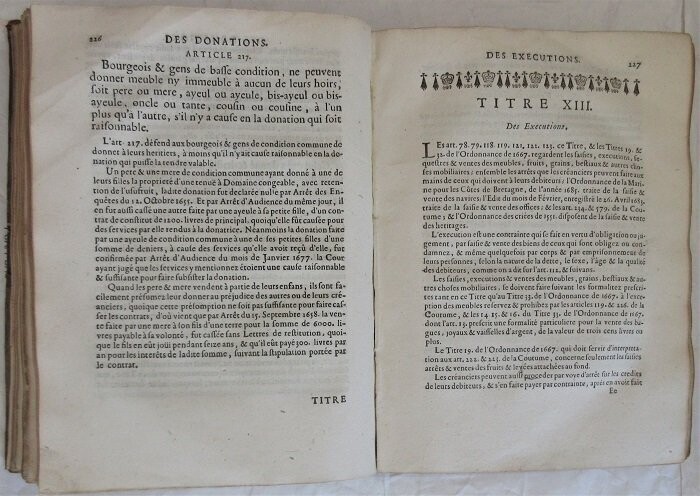 226
DES DONATIONS.
ARTICLE 217.
Bourgeois & gens de basse condition, ne peuvent
donner meuble ny immeuble à aucun de leurs hoirs,
soit pere ou mere, ayeul ou ayeule, bis-ayeul ou bis-
ayeule, oncle ou tante, cousin ou cousine, à l'un
plus qu'à l'autre, s'il n'y a cause en la donation qui soit
raisonnable.
L'art. 217. défend aux bourgeois & gens de condition commune de
donner à leurs heritiers, à moins qu'il n'y ait cause raisonnable en la do-
nation qui puisse la rendre valable.
Un pere & une mere de condition commune ayant donné à une de
leurs filles la proprieté d'une tenuë à Domaine congeable, avec retention
de l'usufruit, ladite donation fut declarée nulle par Arrêt des En-
quêtes du 12. Octobre 1655. Et par Arrêt d'Audience du même jour, il
en fut aussi cassé une autre faite par une ayeule à sa petite fille, d'un con-
trat de constitut de 2100. livres de principal. quoiqu'elle fût causée pour
des services par elle rendus à la donatrice. Neanmoins la donation faite
par une ayeule de condition commune à une de ses petites filles d'une
somme de deniers, à cause des services qu'elle avoit reçû d'elle, fut
confirmée par Arrêt d'Audience du mois de Janvier 1677. la Cour
ayant jugé que les services y mentionnez étoient une cause raisonnable
& suffisante pour faire subsister la donation.
Quand les pere & mere vendent à partie de leurs enfans, ils sont fa-
cilement présumez leur donner au préjudice des autres ou de leurs cré-
anciers, quoique cette présomption ne soit pas suffisante pour faire cas-
ser les contrats, d'où vient que par Arrêt du 15. Septembre 1658. la ven-
te faite par une mere à son fils d'une terre pour la somme de 6000. li-
vres payable à sa volonté, fut cassée sans Lettres de restitution, quoi-
que le fils en eût joüi pendant seize ans, & qu'il eût payé 300. livres par
an pour les interêts de ladite somme, suivant la stipulation portée par
le contrat.
TITRE
DES EXECUTIONS.
227
TITRE XIII.
Des Executions.
LEs art. 78. 79. 118. 119. 121. 122. 123. ce Titre, & les Titres 19. &
32. de l'Ordonnance de 1667. regardent les saisies, executions, se-
questres & ventes des meubles, fruits, grains, bestiaux & autres cho-
ses mobiliaires: ensemble les arrêts que les créanciers peuvent faire aux
mains de ceux qui doivent à leurs debiteurs; l'Ordonnance de la Mari-
ne pour les Côtes de Bretagne, de l'année 1685. traite de la saisie &
vente des navires; l'Edit du mois de Février, enregistré le 26. Avril 1683.
traite de la saisie & vente des offices; & les art. 224. & 579. de la Cou-
tume; & l'Ordonnance des criées de 1551. disposent de la saisie & ventes
des heritages.
L'execution est une contrainte qui se fait en vertu d'obligation ou ju-
gement, par saisie & ventes des biens de ceux qui sont obligez ou con-
damnez, & même quelquefois par corps & par emprisonnement de
leurs personnes, selon la nature de la dette, le sexe, l'âge & la qualité
des debiteurs, comme on a dit sur l'art. 111. & suivans.
Les saisies, executions & ventes des meubles, grains, bestiaux & au-
tres choses mobiliaires. se doivent faire suivant les formalitez prescri-
tes tant en ce Titre qu'au Titre 33. de l'Ordonnance de 1667. à l'exce-
ption des meubles reservez & prohibez par les articles 119. & 226. de la
Coutume, & les 14. 15. & 16. du Titre 33. de l'Ordonnance de 1667.
dont l'art. 13. prescrit une formalité particuliere pour la vente des ba-
gues, joyaux & vaisselles d'argent, de la valeur de trois cens livres ou
plus.
Le Titre 19. de l'Ordonnance de 1667. qui doit servir d'interpreta-
tion aux art. 222. & 223. de la Coutume, concerne seulement les saisies
arrêts & ventes des fruits & levées attachées au fond.
Les créanciers peuvent aussi proceder par voye d'arrêt sur les credits
de leurs debiteurs, & s'en faire payer par contrainte, après en avoir fait
Ee